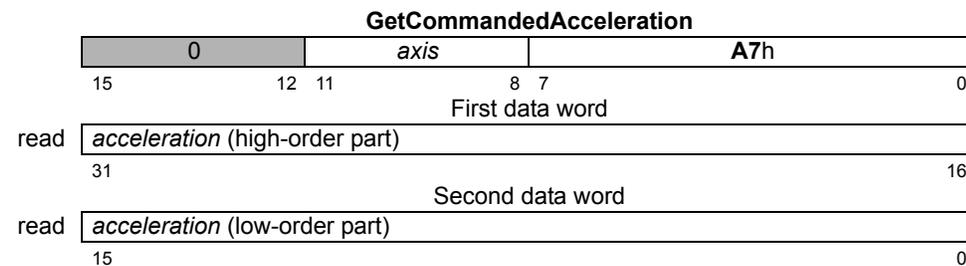 GetCommandedAcceleration
0 axis A7h
15 12 11 8 7 0
First data word
read acceleration (high-order part)
31 16
Second data word
read acceleration (low-order part)
15 0